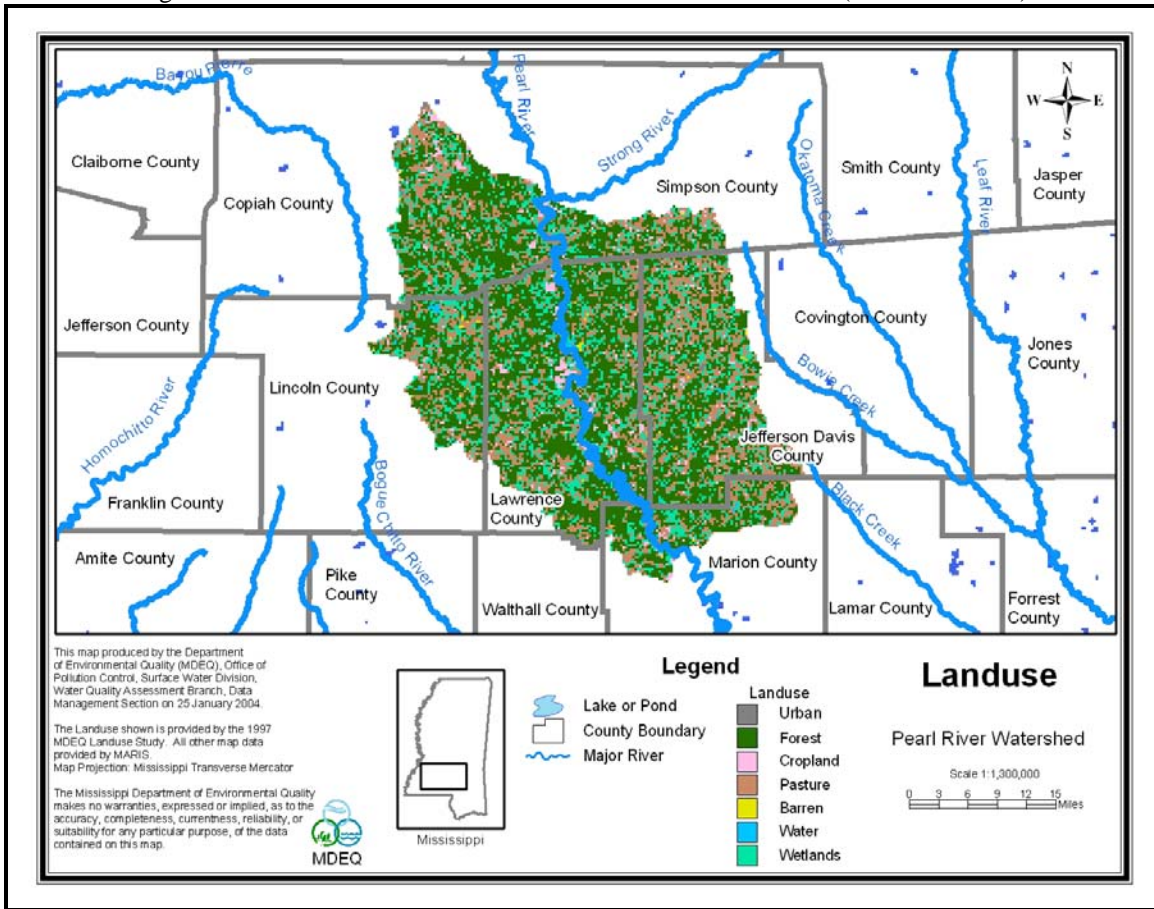 Bayou Pierre
Pearl River
N
W E
S
Claiborne County
Strong River
Smith County
Simpson County
Okatoma Creek
Leaf River
Jasper
County
Copiah County
Jefferson County
Covington County
Jones
County
Lincoln County
Bowie Creek
Homochitto River
Jefferson Davis
County
Bogue Chitto River
Franklin County
Lawrence
County
Black Creek
Amite County
Pike
County
Marion County
Walthall County
Lamar County
Forrest
County
This map produced by the Department
of Environmental Quality (MDEQ), Office of
Pollution Control, Surface Water Division,
Water Quality Assessment Branch, Data
Management Section on 25 January 2004.
The Landuse shown is provided by the 1997
MDEQ Landuse Study. All other map data
provided by MARIS.
Map Projection: Mississippi Transverse Mercator
The Mississippi Department of Environmental Quality
makes no warranties, expressed or implied, as to the
accuracy, completeness, currentness, reliability, or
suitability for any particular purpose, of the data
contained on this map.
MDEQ
Mississippi
Legend
Lake or Pond
County Boundary
Major River
Landuse
Urban
Forest
Cropland
Pasture
Barren
Water
Wetlands
Landuse
Pearl River Watershed
Scale 1:1,300,000
0 3 6 9 12 15
Miles